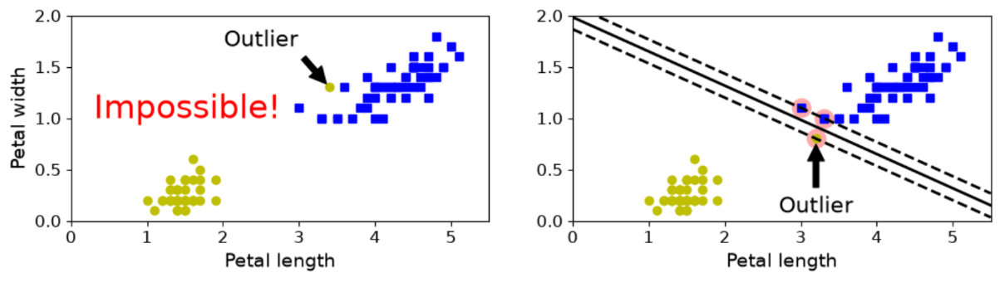 2.0
1.5
1.0
0.5
0.0
Petal width
Outlier
Impossible!
0 1 2 3 4 5
Petal length
2.0
1.5
1.0
0.5
0.0
Outlier
0 1 2 3 4 5
Petal length